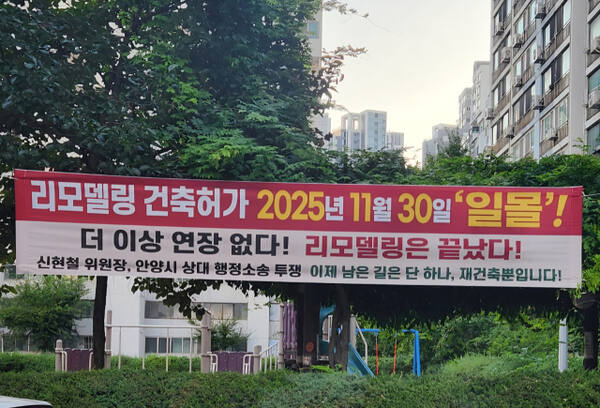 리모델링 건축허가 2025년 11월 30일 '일몰'!
더 이상 연장 없다! 리모델링은 끝났다!
신현철 위원장, 안양시 상대 행정소송 투쟁 이제 남은 길은 단 하나, 재건축뿐입니다!